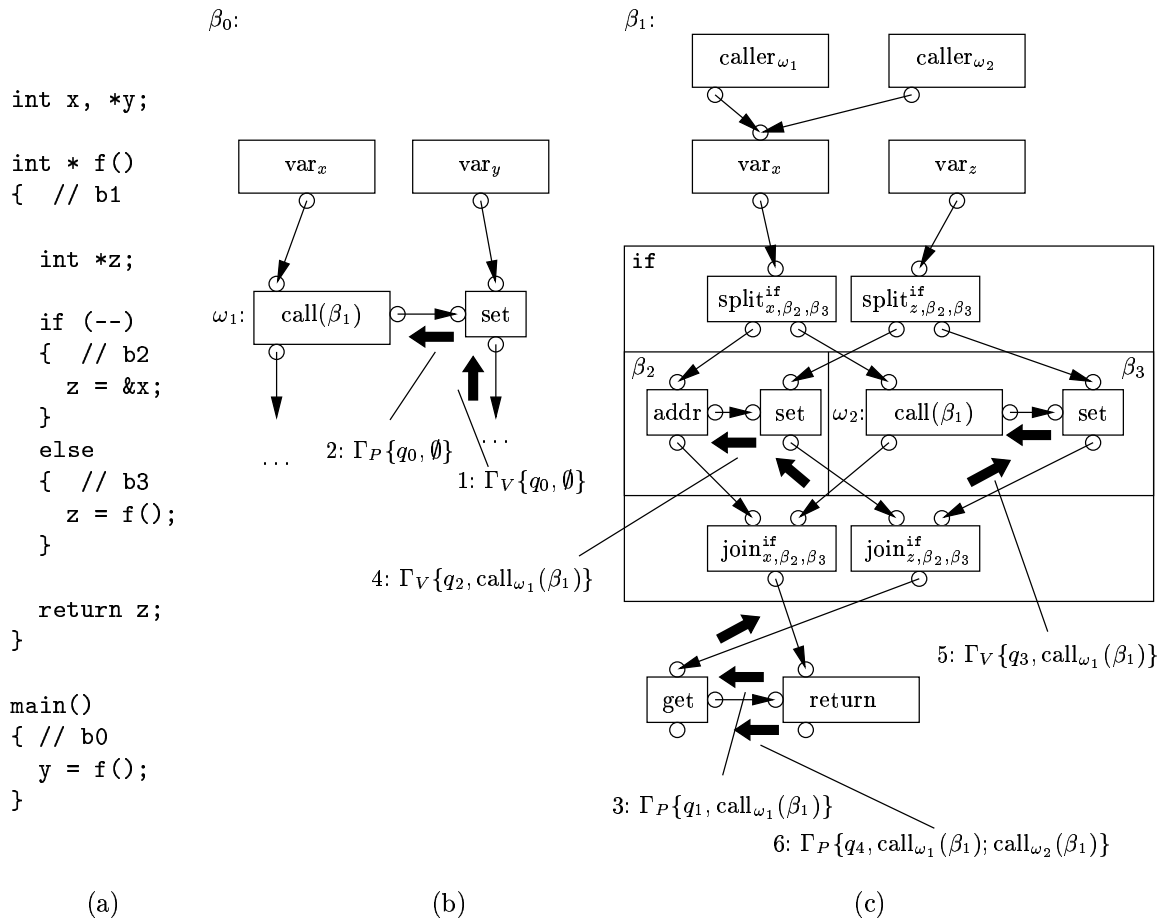 int x, *y;
int * f()
{  // b1
int *z;
if (--)
{  // b2
z = &x;
}
else
{  // b3
z = f();
}
return z;
}
main()
{ // b0
y = f();
}
(a)
β₀:
varₓ
var_y
ω₁:
call(β₁)
set
. . .
. . .
2: Γ_P{q₀, ∅}
1: Γ_V{q₀, ∅}
(b)
β₁:
caller_ω₁
caller_ω₂
varₓ
var_z
if
split^if_x,β₂,β₃
split^if_z,β₂,β₃
β₂
β₃
addr
set
ω₂:
call(β₁)
set
join^if_x,β₂,β₃
join^if_z,β₂,β₃
4: Γ_V{q₂, call_ω₁(β₁)}
5: Γ_V{q₃, call_ω₁(β₁)}
get
return
3: Γ_P{q₁, call_ω₁(β₁)}
6: Γ_P{q₄, call_ω₁(β₁); call_ω₂(β₁)}
(c)